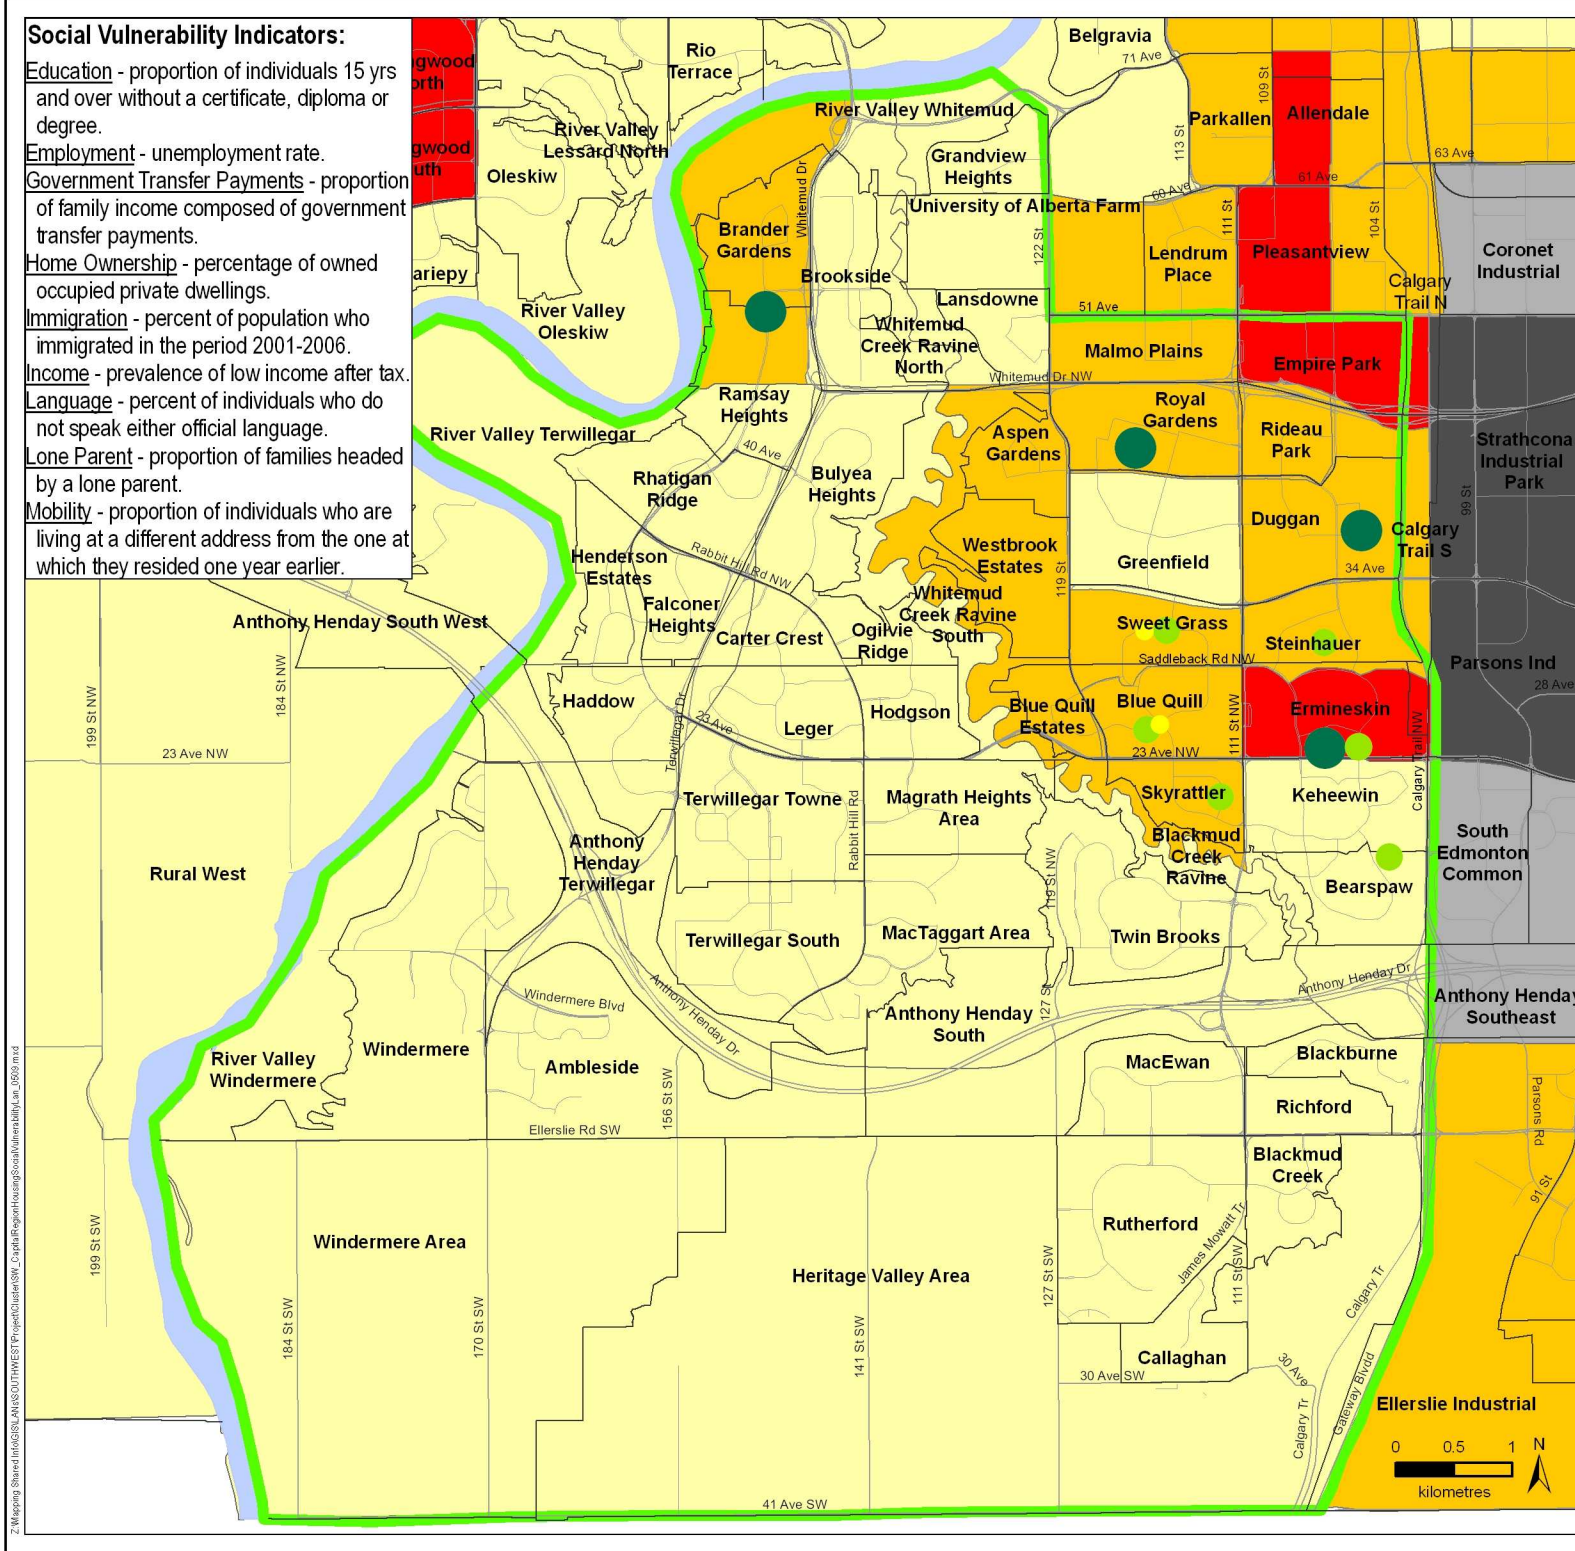 Social Vulnerability Indicators:
Education - proportion of individuals 15 yrs
and over without a certificate, diploma or
degree.
Employment - unemployment rate.
Government Transfer Payments - proportion
of family income composed of government
transfer payments.
Home Ownership - percentage of owned
occupied private dwellings.
Immigration - percent of population who
immigrated in the period 2001-2006.
Income - prevalence of low income after tax.
Language - percent of individuals who do
not speak either official language.
Lone Parent - proportion of families headed
by a lone parent.
Mobility - proportion of individuals who are
living at a different address from the one at
which they resided one year earlier.
gwood
orth
gwood
uth
ariepy
Rio
Terrace
River Valley
Lessard North
Oleskiw
River Valley
Oleskiw
River Valley Terwillegar
Belgravia
71 Ave
River Valley Whitemud
Grandview
Heights
University of Alberta Farm
Brander
Gardens
Whitemud Dr
Brookside
Lansdowne
Whitemud
Creek Ravine
North
122 St
113 St
109 St
Parkallen
Allendale
63 Ave
61 Ave
60 Ave
111 St
104 St
Lendrum
Place
Pleasantview
Calgary
Trail N
Coronet
Industrial
51 Ave
Malmo Plains
Empire Park
Whitemud Dr NW
Ramsay
Heights
40 Ave
Rhatigan
Ridge
Bulyea
Heights
Aspen
Gardens
Royal
Gardens
Rideau
Park
Strathcona
Industrial
Park
99 St
Duggan
Calgary
Trail S
34 Ave
Westbrook
Estates
Greenfield
119 St
Henderson
Estates
Rabbit Hill Rd NW
Falconer
Heights
Carter Crest
Ogilvie
Ridge
Whitemud
Creek Ravine
South
Sweet Grass
Steinhauer
Saddleback Rd NW
Parsons Ind
28 Ave
Anthony Henday South West
184 St NW
199 St NW
23 Ave NW
Haddow
Terwillegar Dr
23 Ave
Leger
Hodgson
Blue Quill
Estates
Blue Quill
23 Ave NW
111 St NW
Ermineskin
Calgary Trail NW
Terwillegar Towne
Rabbit Hill Rd
Magrath Heights
Area
Skyrattler
Keheewin
Blackmud
Creek
Ravine
South
Edmonton
Common
Rural West
Anthony
Henday
Terwillegar
119 St NW
Bearspaw
Terwillegar South
MacTaggart Area
Twin Brooks
Anthony Henday Dr
Windermere Blvd
Anthony Henday Dr
Anthony Henday
South
127 St
Anthony Henday
Southeast
River Valley
Windermere
Windermere
Ambleside
156 St SW
MacEwan
Blackburne
Richford
Parsons Rd
Ellerslie Rd SW
Blackmud
Creek
91 St
199 St SW
Windermere Area
Heritage Valley Area
Rutherford
James Mowatt Tr
127 St SW
111 St SW
Calgary Tr
184 St SW
170 St SW
141 St SW
Callaghan
30 Ave SW
30 Ave
Calgary Tr
Gateway Blvdd
Ellerslie Industrial
0 0.5 1
kilometres
N
41 Ave SW